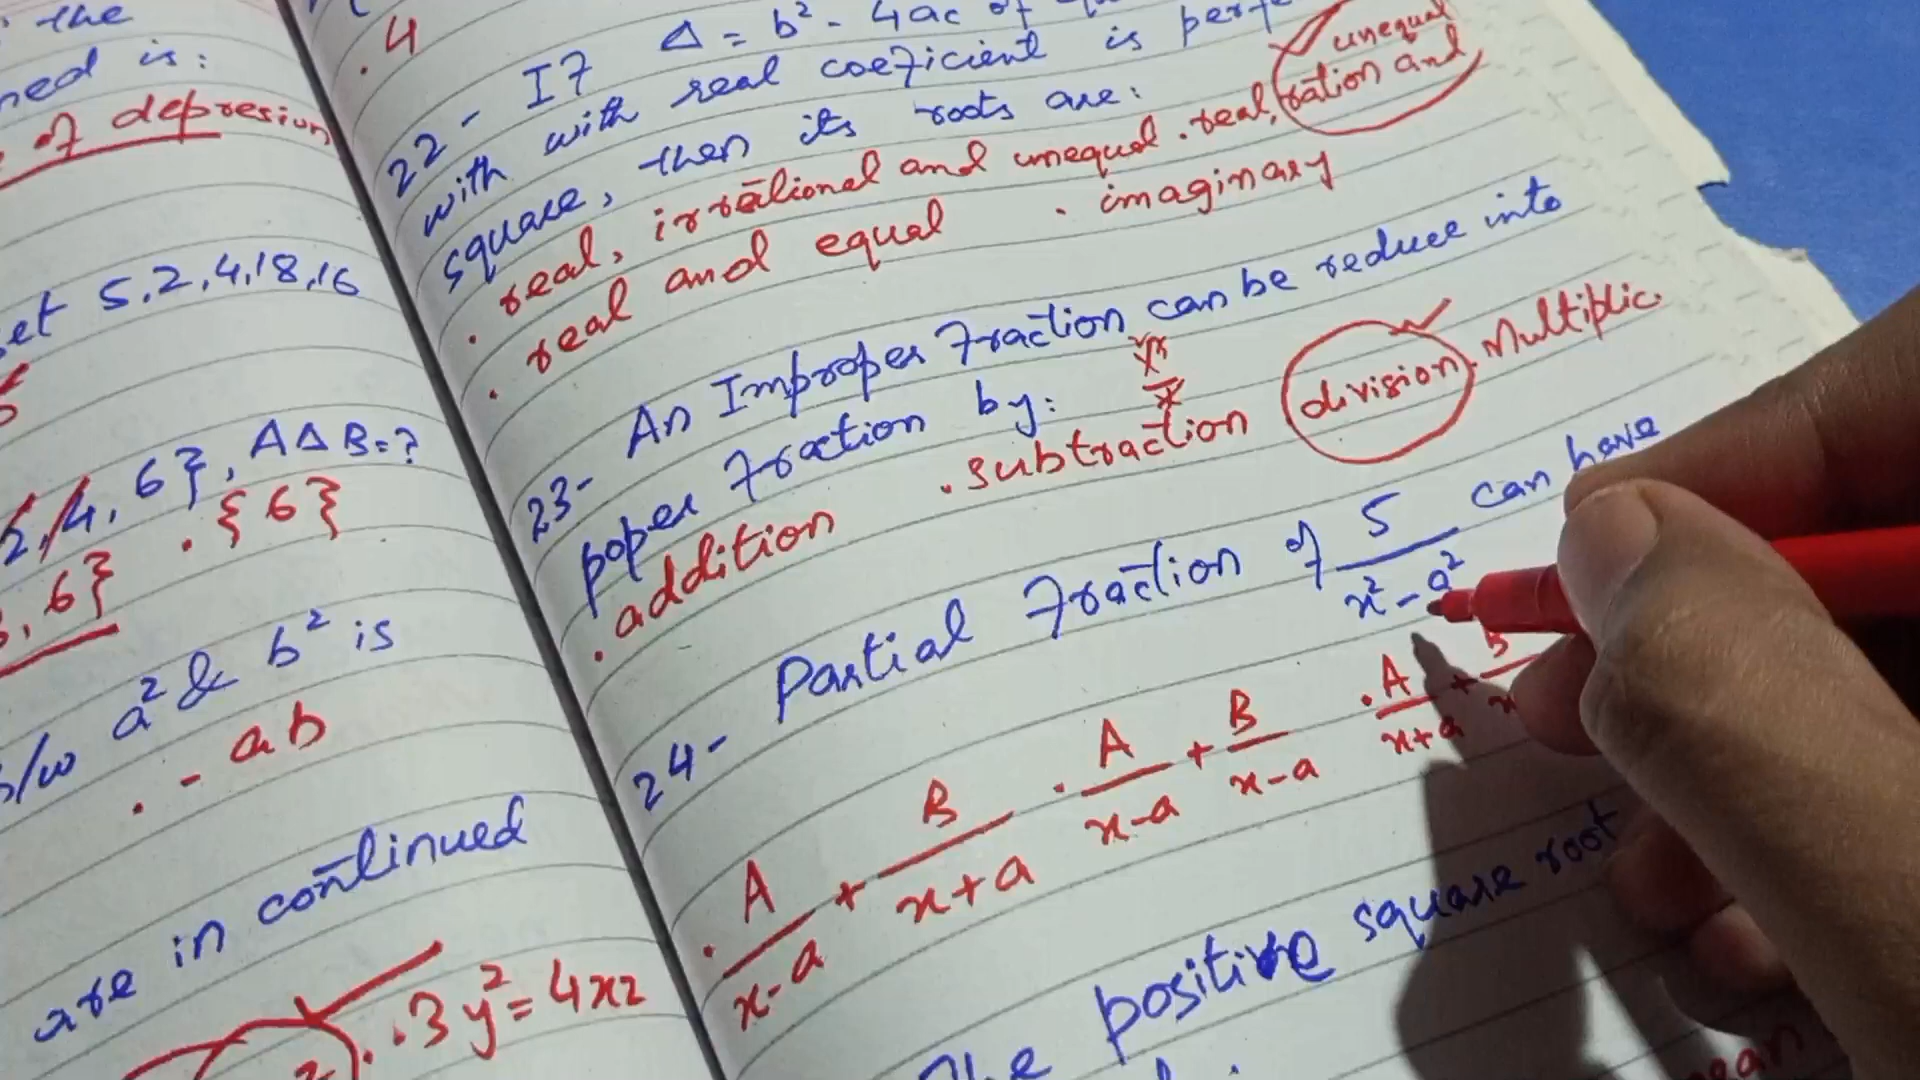 the
ned is:
of depresion
et 5,2,4,18,16
4, 6}, A∆B=?
, 6} . {6}
b/w a² & b² is
. - ab
are in continued
. . 3y² = 4xz
. 4
22- If ∆ = b² - 4ac of
with with real coeficient is perfe
square, then its roots are:
. real, irrational and unequal . real, ration and unequal
. real and equal . imaginary
23- An Improper fraction can be reduce into
poper fraction by:
. addition . subtraction . division . Multiplic.
24- Partial Fraction of 5/x²-a² can have
. A/x-a + B/x+a . A/x-a + B/x-a . A/x+a + B
The positive square root